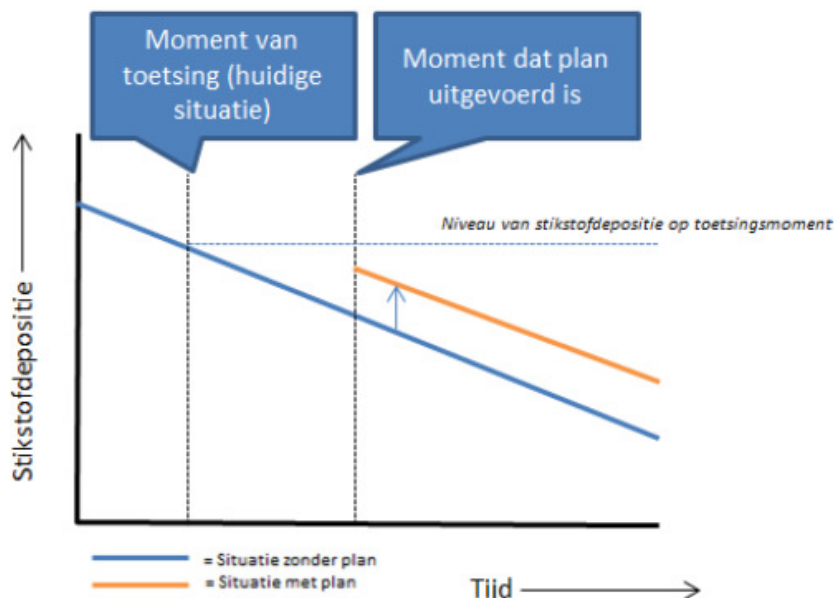 Moment van
toetsing (huidige
situatie)
Moment dat plan
uitgevoerd is
Niveau van stikstofdepositie op toetsingsmoment
Stikstofdepositie
= Situatie zonder plan
= Situatie met plan
Tijd